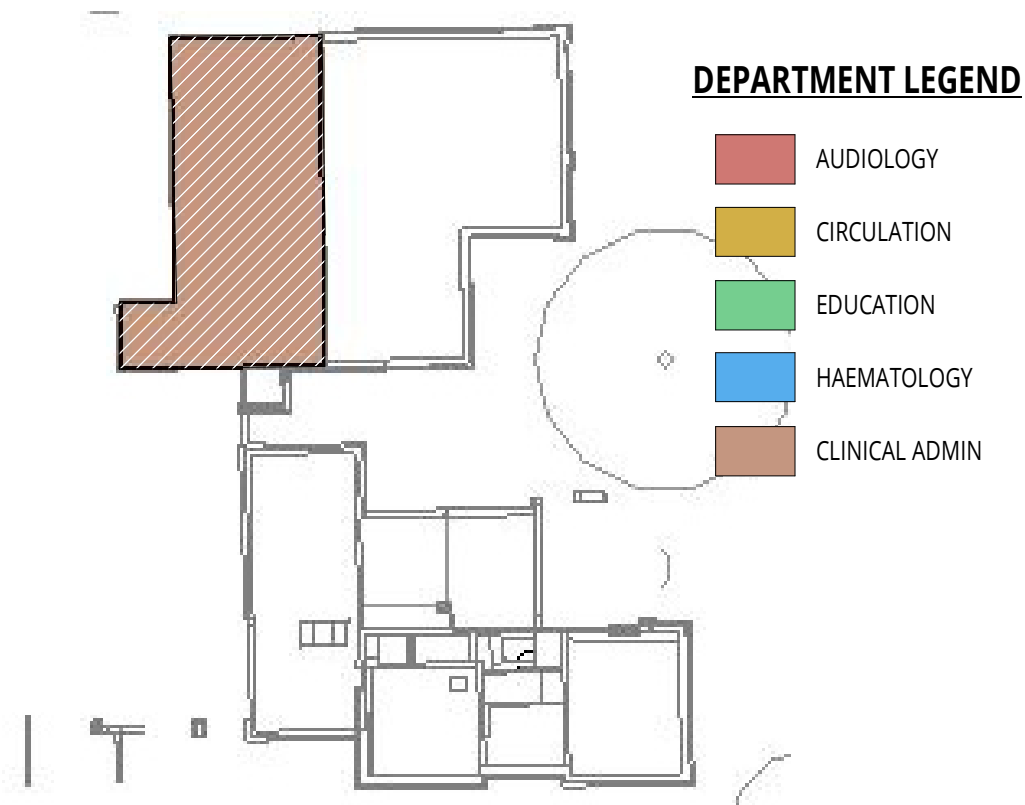 DEPARTMENT LEGEND
AUDIOLOGY
CIRCULATION
EDUCATION
HAEMATOLOGY
CLINICAL ADMIN